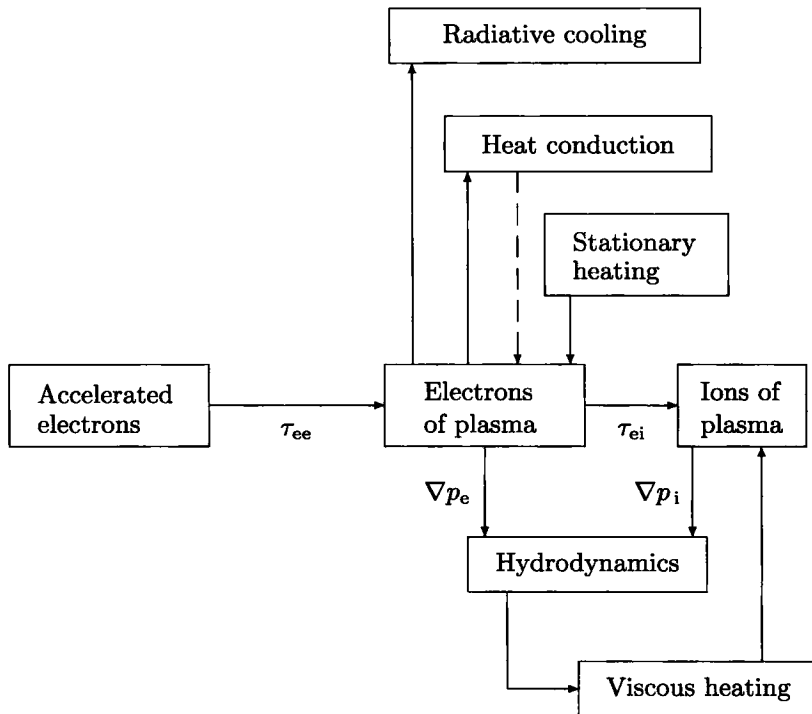 Radiative cooling
Heat conduction
Stationary
heating
Accelerated
electrons
τee
Electrons
of plasma
τei
Ions of
plasma
∇pe
∇pi
Hydrodynamics
Viscous heating